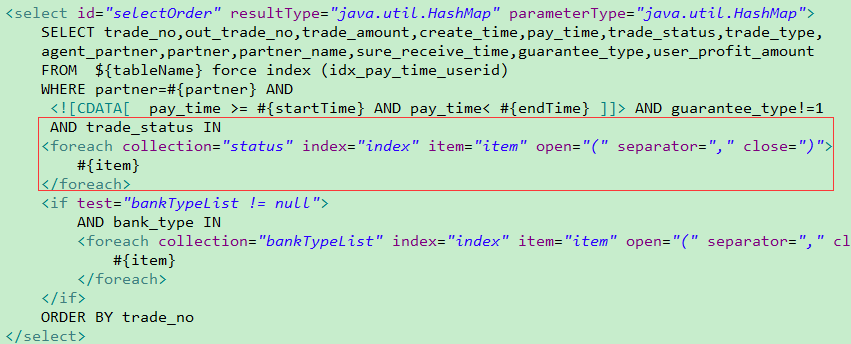 <select id="selectOrder" resultType="java.util.HashMap" parameterType="java.util.HashMap">
SELECT trade_no,out_trade_no,trade_amount,create_time,pay_time,trade_status,trade_type,
agent_partner,partner,partner_name,sure_receive_time,guarantee_type,user_profit_amount
FROM  ${tableName} force index (idx_pay_time_userid)
WHERE partner=#{partner} AND
<![CDATA[  pay_time >= #{startTime} AND pay_time< #{endTime} ]]> AND guarantee_type!=1
AND trade_status IN
<foreach collection="status" index="index" item="item" open="(" separator="," close=")">
#{item}
</foreach>
<if test="bankTypeList != null">
AND bank_type IN
<foreach collection="bankTypeList" index="index" item="item" open="(" separator="," cl
#{item}
</foreach>
</if>
ORDER BY trade_no
</select>